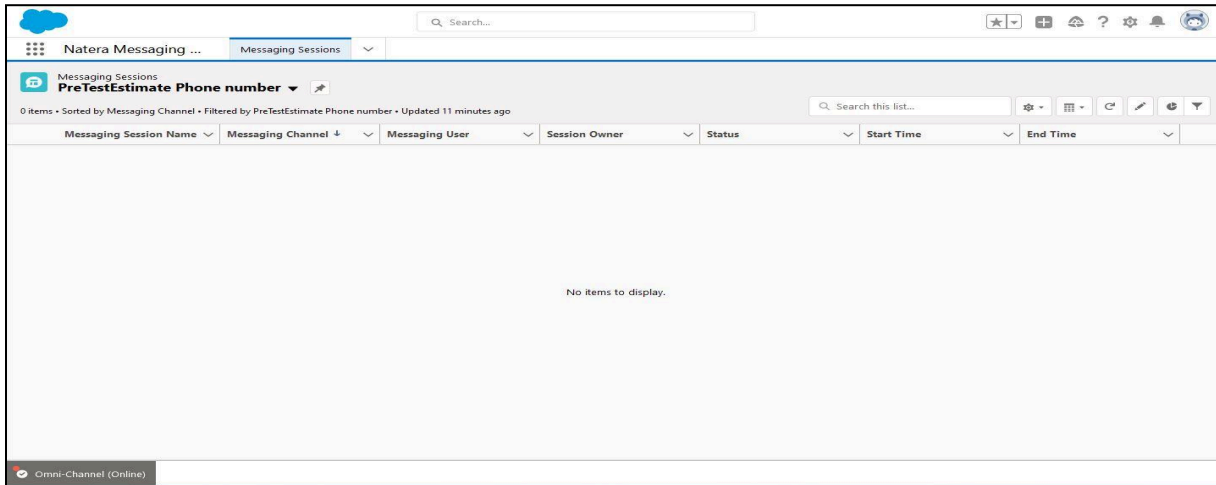 Search...
Natera Messaging ...
Messaging Sessions
Messaging Sessions
PreTestEstimate Phone number
0 items • Sorted by Messaging Channel • Filtered by PreTestEstimate Phone number • Updated 11 minutes ago
Search this list...
Messaging Session Name Messaging Channel ↓ Messaging User Session Owner Status Start Time End Time
No items to display.
Omni-Channel (Online)